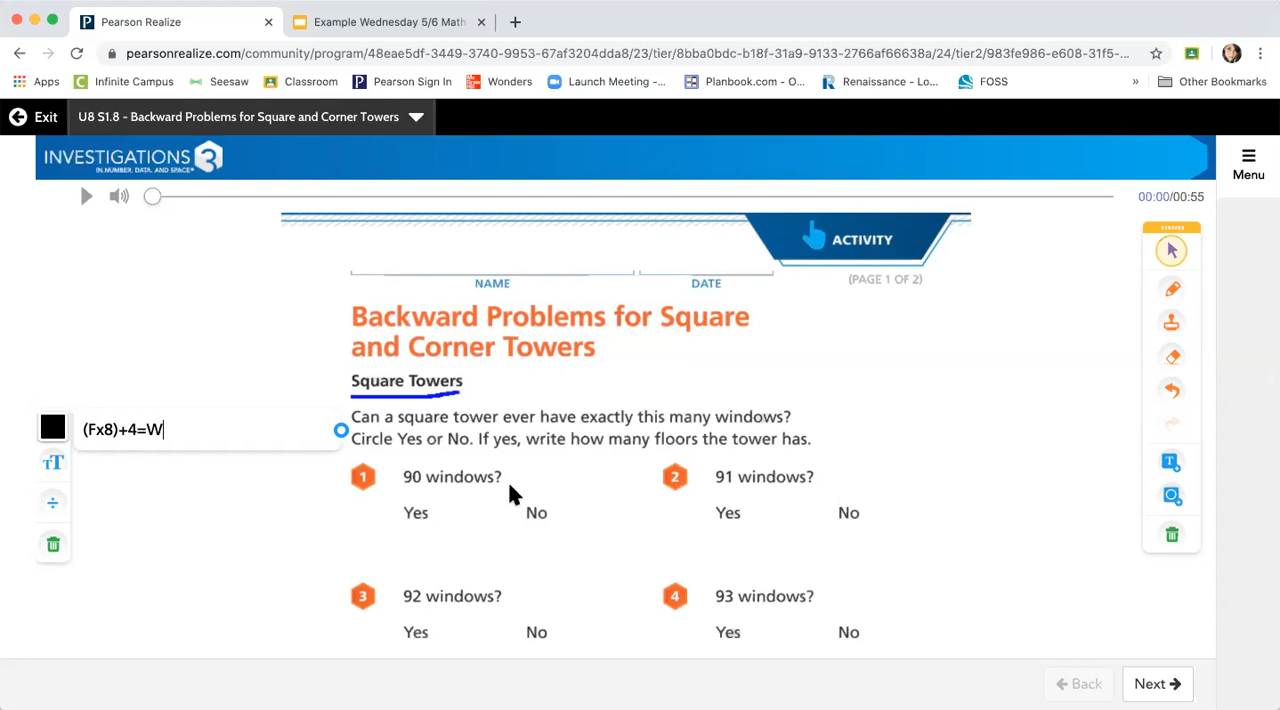 Pearson Realize
Example Wednesday 5/6 Math
pearsonrealize.com/community/program/48eae5df-3449-3740-9953-67af3204dda8/23/tier/8bba0bdc-b18f-31a9-9133-2766af66638a/24/tier2/983fe986-e608-31f5-...
Apps
Infinite Campus
Seesaw
Classroom
Pearson Sign In
Wonders
Launch Meeting -...
Planbook.com - O...
Renaissance - Lo...
FOSS
»
Other Bookmarks
Exit
U8 S1.8 - Backward Problems for Square and Corner Towers
INVESTIGATIONS 3
IN NUMBER, DATA, AND SPACE®
Menu
00:00/00:55
ACTIVITY
NAME
DATE
(PAGE 1 OF 2)
Backward Problems for Square
and Corner Towers
Square Towers
(Fx8)+4=W
Can a square tower ever have exactly this many windows?
Circle Yes or No. If yes, write how many floors the tower has.
1 90 windows?
Yes No
2 91 windows?
Yes No
3 92 windows?
Yes No
4 93 windows?
Yes No
TT
÷
T
Back
Next